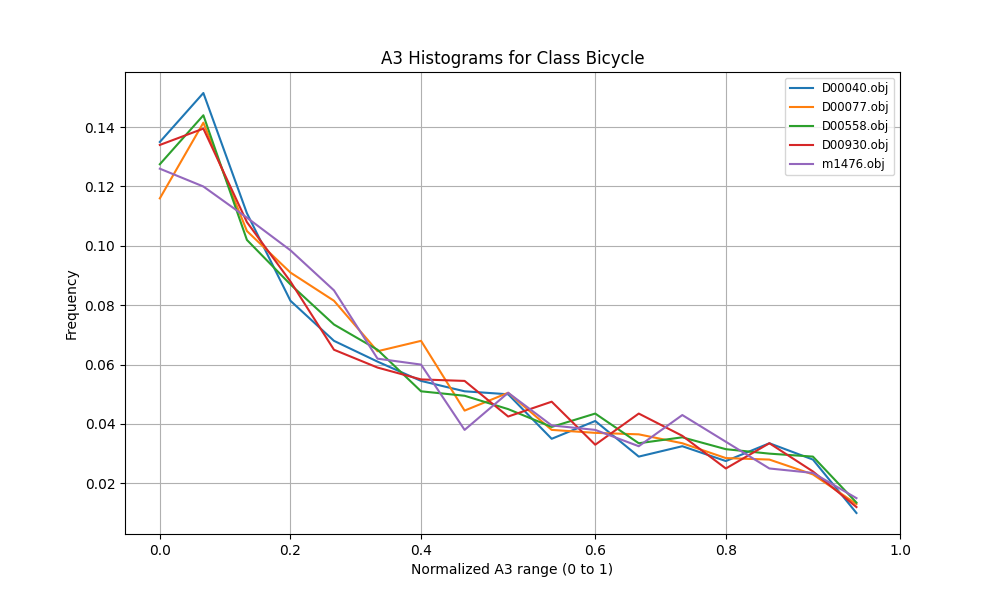 A3 Histograms for Class Bicycle
D00040.obj
D00077.obj
D00558.obj
D00930.obj
m1476.obj
Frequency
0.14
0.12
0.10
0.08
0.06
0.04
0.02
0.0 0.2 0.4 0.6 0.8 1.0
Normalized A3 range (0 to 1)